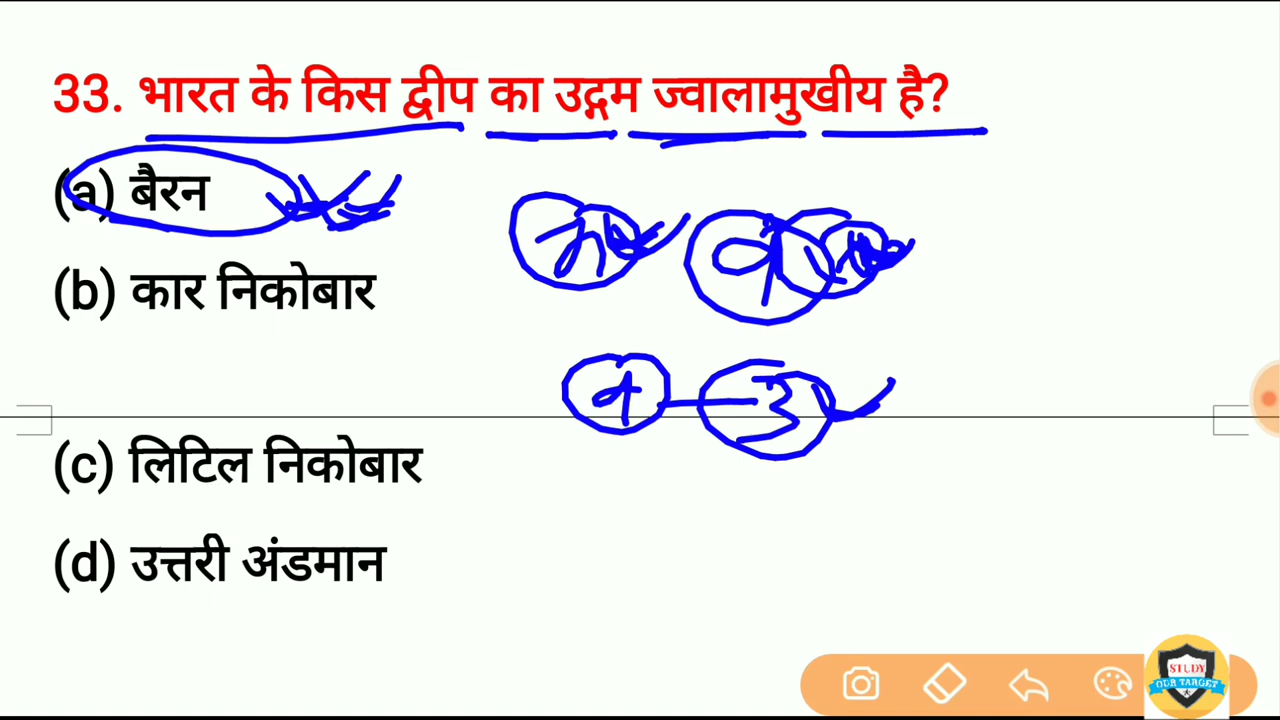 33. भारत के किस द्वीप का उद्गम ज्वालामुखीय है?
(a) बैरन
(b) कार निकोबार
(c) लिटिल निकोबार
(d) उत्तरी अंडमान
STUDY
OUR TARGET